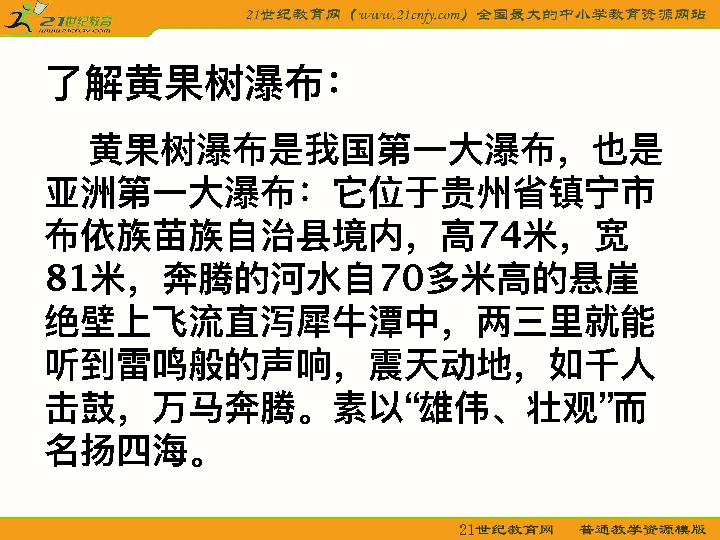 21世纪教育
21世纪教育网（www.21cnjy.com）全国最大的中小学教育资源网站
了解黄果树瀑布：
黄果树瀑布是我国第一大瀑布，也是
亚洲第一大瀑布：它位于贵州省镇宁市
布依族苗族自治县境内，高74米，宽
81米，奔腾的河水自70多米高的悬崖
绝壁上飞流直泻犀牛潭中，两三里就能
听到雷鸣般的声响，震天动地，如千人
击鼓，万马奔腾。素以“雄伟、壮观”而
名扬四海。
21世纪教育网 普通教学资源模版